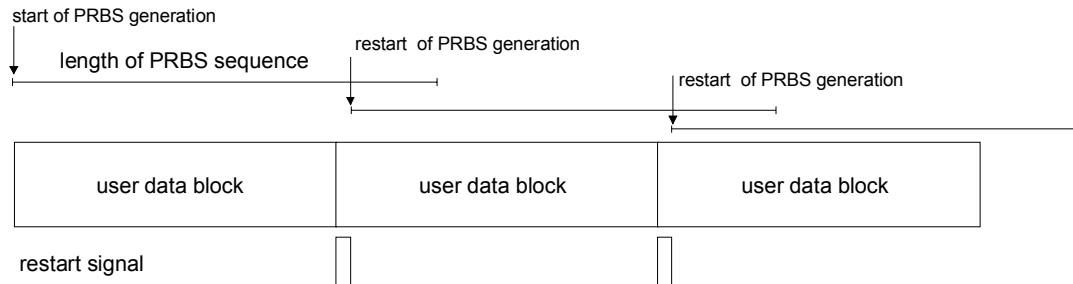 start of PRBS generation
restart of PRBS generation
length of PRBS sequence
restart of PRBS generation
user data block
user data block
user data block
restart signal